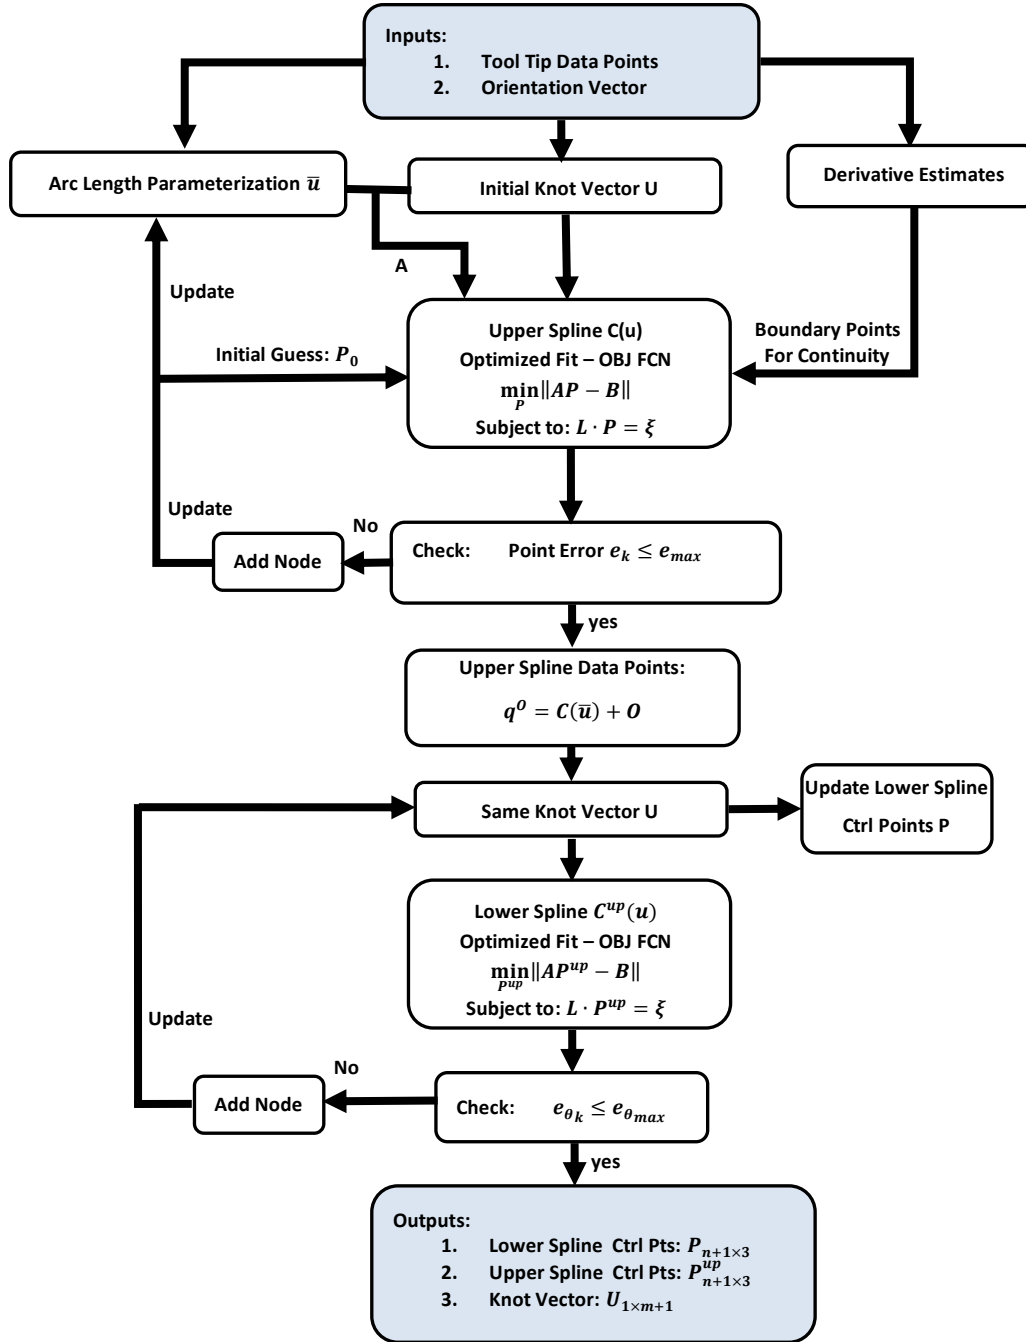 Inputs:
1. Tool Tip Data Points
2. Orientation Vector
Arc Length Parameterization ū
Initial Knot Vector U
Derivative Estimates
A
Update
Initial Guess: P₀
Upper Spline C(u)
Optimized Fit – OBJ FCN
min_P ‖AP − B‖
Subject to: L · P = ξ
Boundary Points
For Continuity
Update
No
Add Node
Check: Point Error e_k ≤ e_max
yes
Upper Spline Data Points:
q^O = C(ū) + O
Same Knot Vector U
Update Lower Spline
Ctrl Points P
Lower Spline C^up(u)
Optimized Fit – OBJ FCN
min_P^up ‖AP^up − B‖
Subject to: L · P^up = ξ
Update
No
Add Node
Check: e_θ_k ≤ e_θ_max
yes
Outputs:
1. Lower Spline Ctrl Pts: P_n+1×3
2. Upper Spline Ctrl Pts: P^up_n+1×3
3. Knot Vector: U_1×m+1